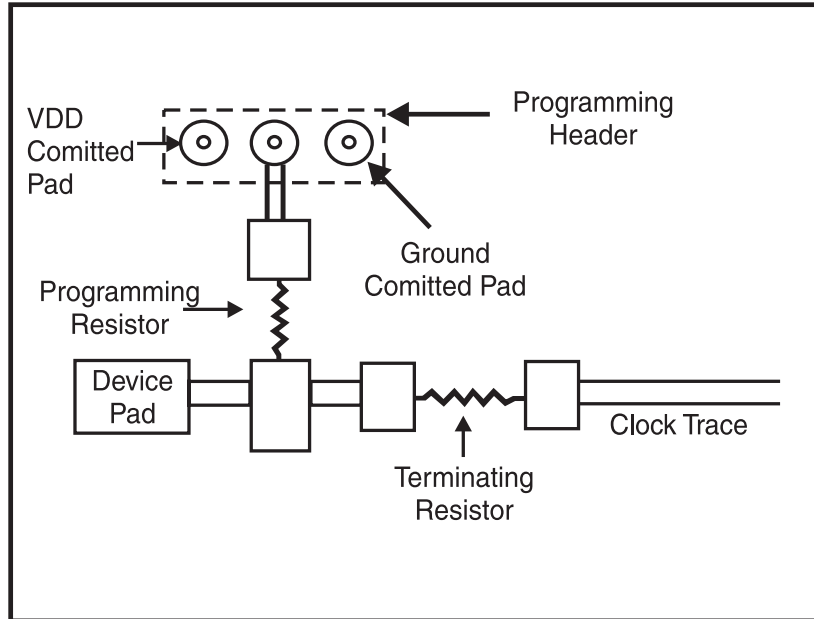 VDD
Comitted
Pad
Programming
Header
Ground
Comitted Pad
Programming
Resistor
Device
Pad
Clock Trace
Terminating
Resistor